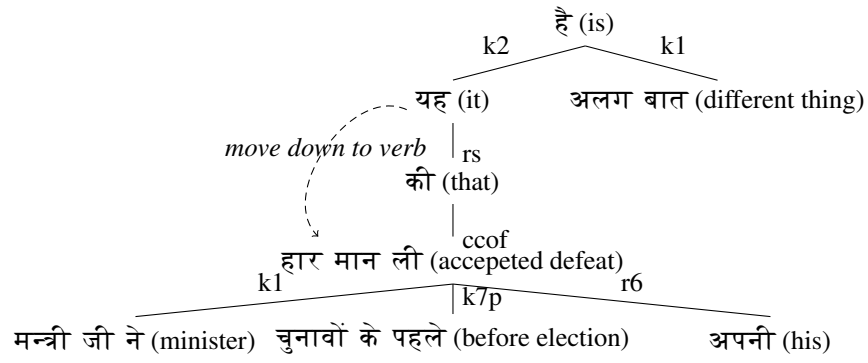 है (is)
k2 k1
यह (it) अलग बात (different thing)
move down to verb rs
की (that)
ccof
हार मान ली (accepeted defeat)
k1 k7p r6
मन्त्री जी ने (minister) चुनावों के पहले (before election) अपनी (his)